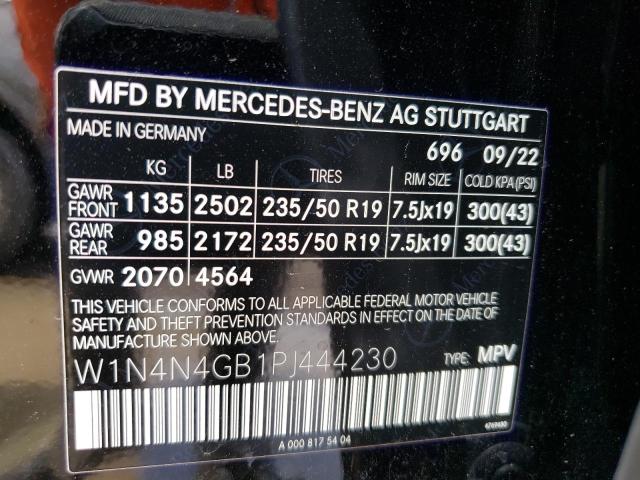 MFD BY MERCEDES-BENZ AG STUTTGART
MADE IN GERMANY 696 09/22
KG LB TIRES RIM SIZE COLD KPA(PSI)
GAWR FRONT 1135 2502 235/50 R19 7.5Jx19 300(43)
GAWR REAR 985 2172 235/50 R19 7.5Jx19 300(43)
GVWR 2070 4564
THIS VEHICLE CONFORMS TO ALL APPLICABLE FEDERAL MOTOR VEHICLE
SAFETY AND THEFT PREVENTION STANDARDS IN EFFECT ON THE DATE OF
MANUFACTURE SHOWN ABOVE.
W1N4N4GB1PJ444230 TYPE: MPV
A 000 817 54 04